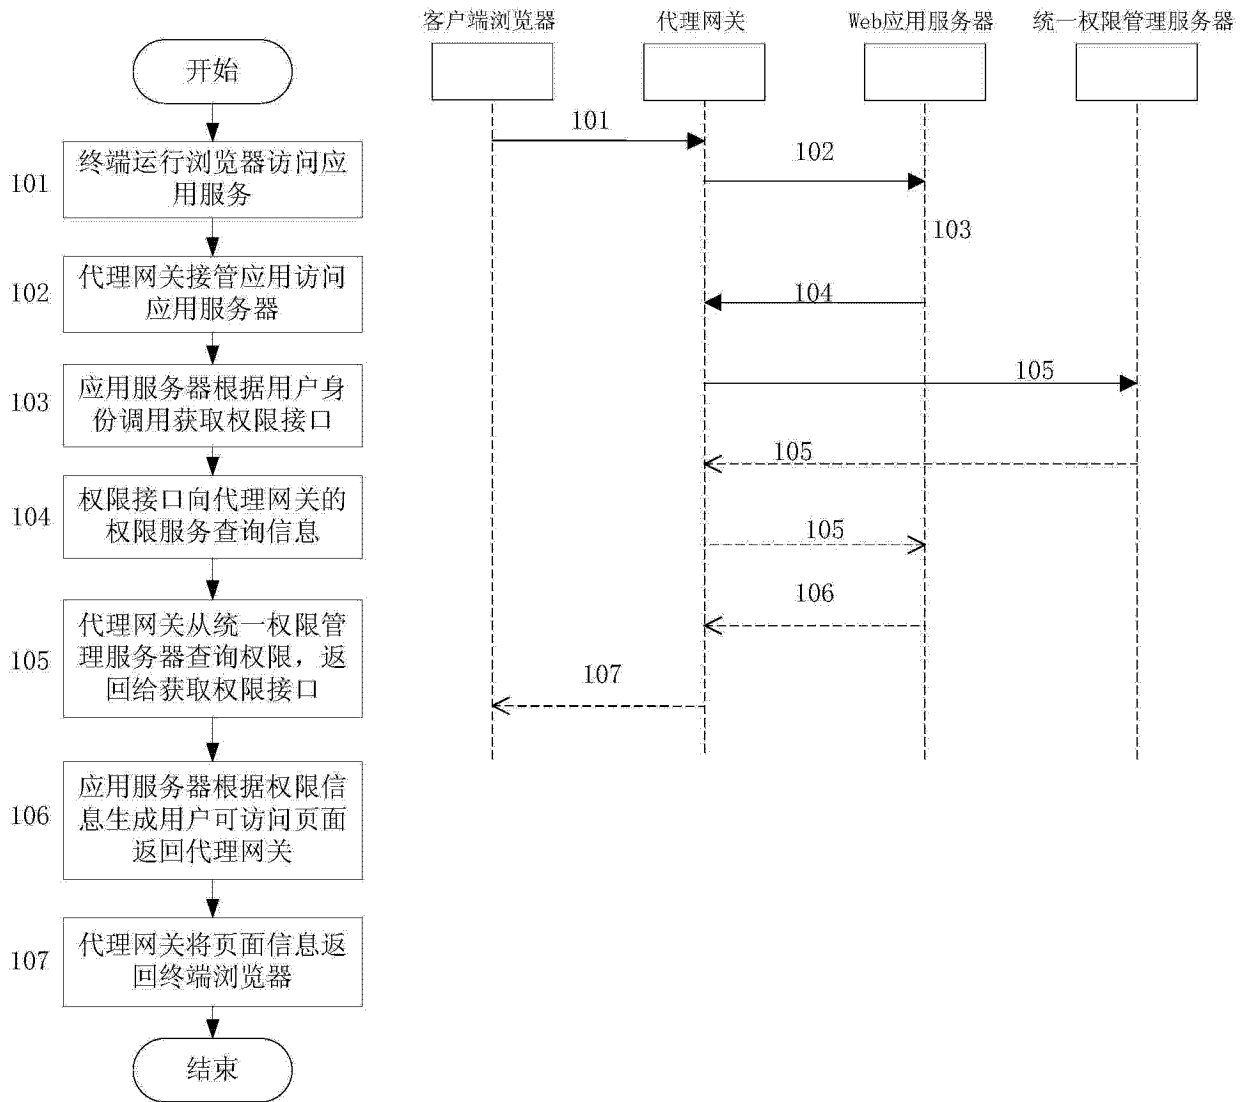 开始
101
终端运行浏览器访问应
用服务
102
代理网关接管应用访问
应用服务器
103
应用服务器根据用户身
份调用获取权限接口
104
权限接口向代理网关的
权限服务查询信息
105
代理网关从统一权限管
理服务器查询权限，返
回给获取权限接口
106
应用服务器根据权限信
息生成用户可访问页面
返回代理网关
107
代理网关将页面信息返
回终端浏览器
结束
客户端浏览器
代理网关
Web应用服务器
统一权限管理服务器
101
102
103
104
105
105
105
106
107